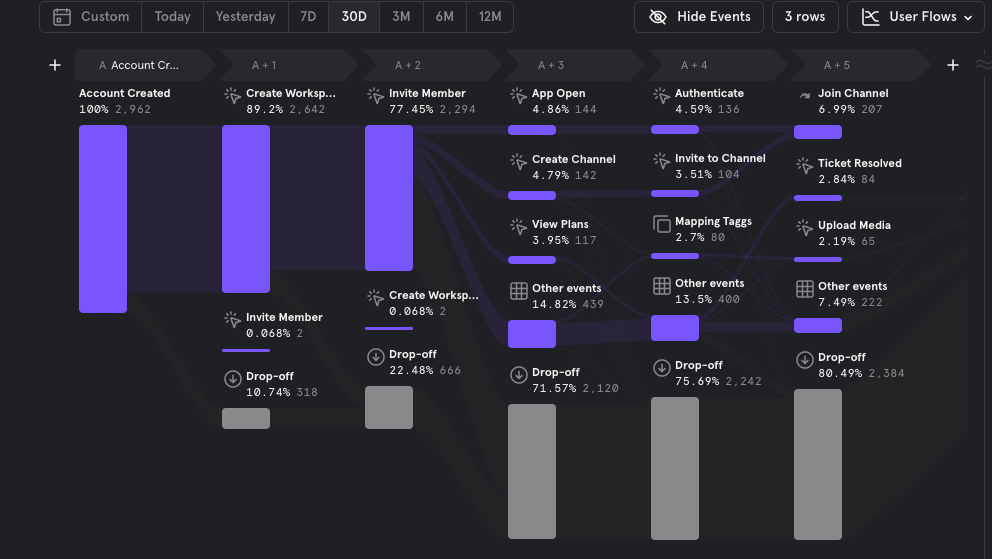 Custom Today Yesterday 7D 30D 3M 6M 12M Hide Events 3 rows User Flows
A Account Cr... A + 1 A + 2 A + 3 A + 4 A + 5
Account Created
100% 2,962
Create Worksp...
89.2% 2,642
Invite Member
0.068% 2
Drop-off
10.74% 318
Invite Member
77.45% 2,294
Create Worksp...
0.068% 2
Drop-off
22.48% 666
App Open
4.86% 144
Create Channel
4.79% 142
View Plans
3.95% 117
Other events
14.82% 439
Drop-off
71.57% 2,120
Authenticate
4.59% 136
Invite to Channel
3.51% 104
Mapping Taggs
2.7% 80
Other events
13.5% 400
Drop-off
75.69% 2,242
Join Channel
6.99% 207
Ticket Resolved
2.84% 84
Upload Media
2.19% 65
Other events
7.49% 222
Drop-off
80.49% 2,384